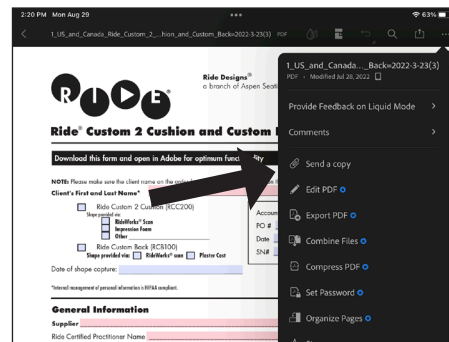 2:20 PM Mon Aug 29
63%
1_US_and_Canada_Ride_Custom_2_...hion_and_Custom_Back=2022-3-23(3) PDF
1_US_and_Canada..._Back=2022-3-23(3)
PDF • Modified Jul 28, 2022
Provide Feedback on Liquid Mode
Comments
Send a copy
Edit PDF
Export PDF
Combine Files
Compress PDF
Set Password
Organize Pages
RIDE®
Ride Designs®
a branch of Aspen Seati
Ride® Custom 2 Cushion and Custom
Download this form and open in Adobe for optimum func lity
NOTE: Please make sure the client name on the
Client's First and Last Name*
Ride Custom 2 Cushion (RCC200)
Shape provided via:
RideWorks® Scan
Impression Foam
Other
Ride Custom Back (RCB100)
Shape provided via: RideWorks® scan Plaster Cast
Date of shape capture:
Accoun
PO #
Date
SN#
*Internal management of personal information is HIPAA compliant.
General Information
Supplier
Ride Certified Practitioner Name